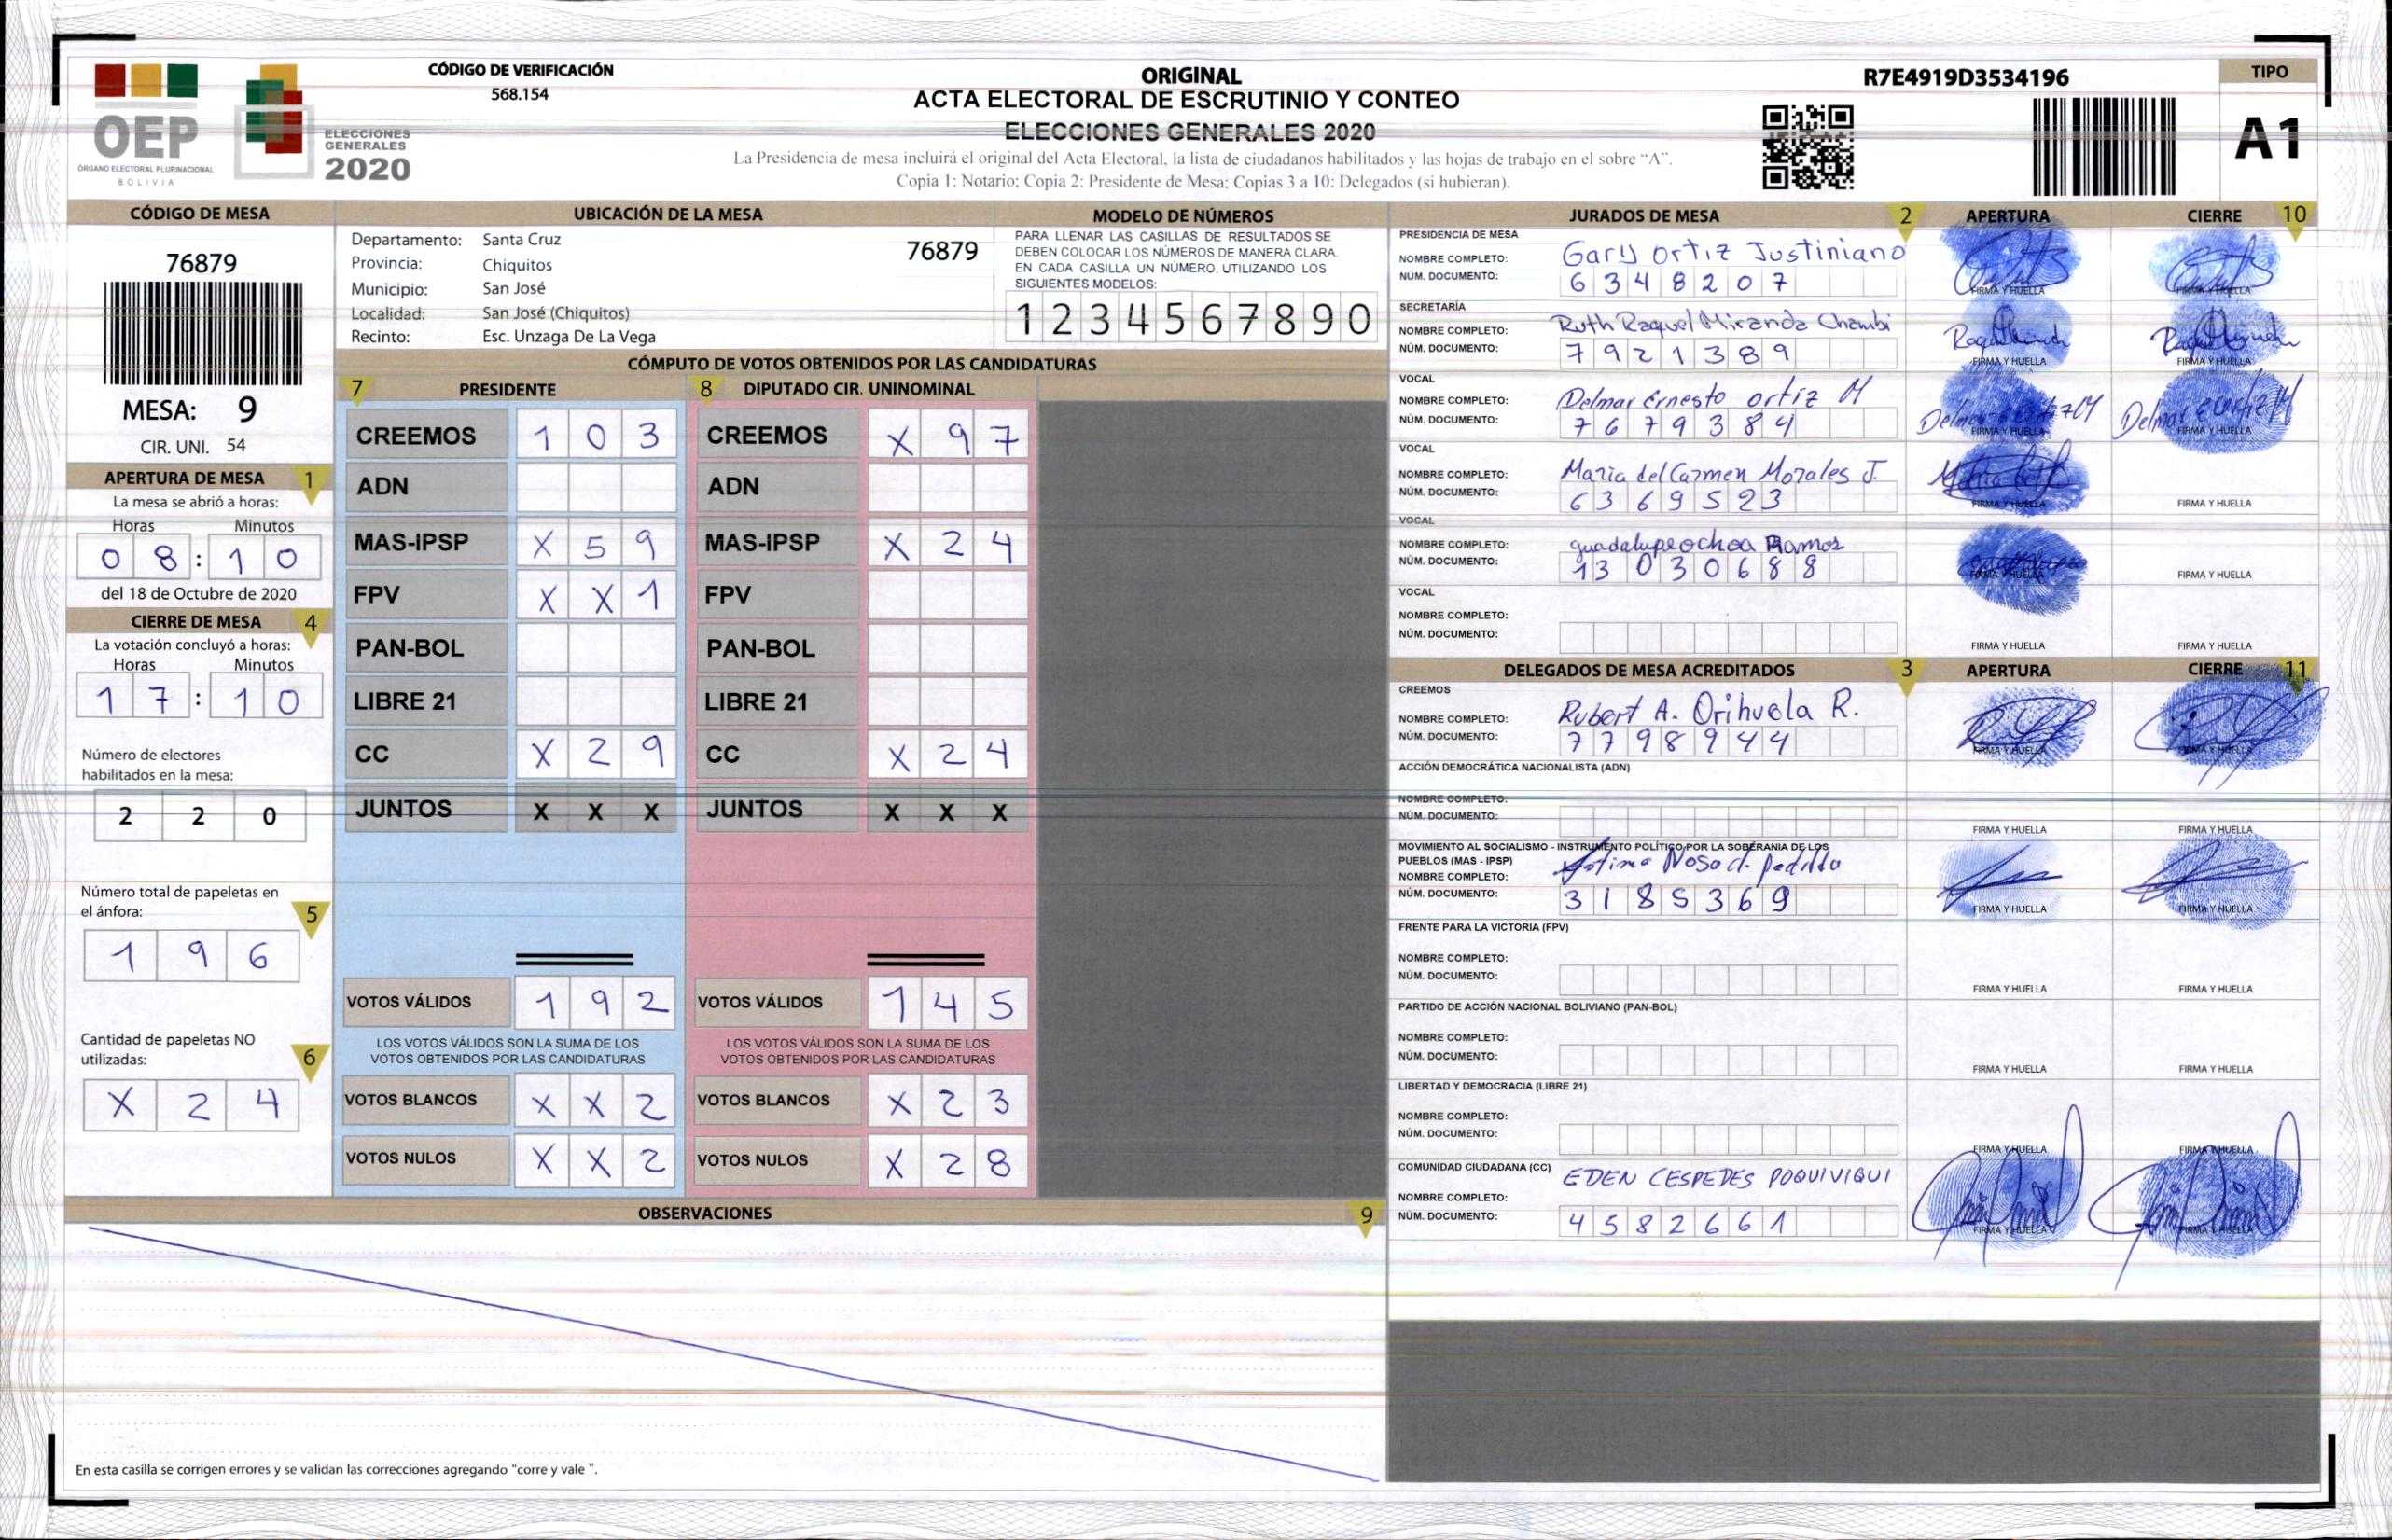 CÓDIGO DE VERIFICACIÓN
568.154
ORIGINAL
ACTA ELECTORAL DE ESCRUTINIO Y CONTEO
ELECCIONES GENERALES 2020
La Presidencia de mesa incluirá el original del Acta Electoral, la lista de ciudadanos habilitados y las hojas de trabajo en el sobre “A”.
Copia 1: Notario; Copia 2: Presidente de Mesa; Copias 3 a 10: Delegados (si hubieran).
R7E4919D3534196
TIPO
A1
OEP
ÓRGANO ELECTORAL PLURINACIONAL
BOLIVIA
ELECCIONES
GENERALES
2020
CÓDIGO DE MESA
76879
MESA: 9
CIR. UNI. 54
APERTURA DE MESA 1
La mesa se abrió a horas:
Horas Minutos
0 8 : 1 0
del 18 de Octubre de 2020
CIERRE DE MESA 4
La votación concluyó a horas:
Horas Minutos
1 7 : 1 0
Número de electores
habilitados en la mesa:
2 2 0
Número total de papeletas en
el ánfora: 5
1 9 6
Cantidad de papeletas NO
utilizadas: 6
X 2 4
UBICACIÓN DE LA MESA
Departamento: Santa Cruz 76879
Provincia: Chiquitos
Municipio: San José
Localidad: San José (Chiquitos)
Recinto: Esc. Unzaga De La Vega
MODELO DE NÚMEROS
PARA LLENAR LAS CASILLAS DE RESULTADOS SE
DEBEN COLOCAR LOS NÚMEROS DE MANERA CLARA.
EN CADA CASILLA UN NÚMERO, UTILIZANDO LOS
SIGUIENTES MODELOS:
1 2 3 4 5 6 7 8 9 0
CÓMPUTO DE VOTOS OBTENIDOS POR LAS CANDIDATURAS
7 PRESIDENTE 8 DIPUTADO CIR. UNINOMINAL
CREEMOS 1 0 3 CREEMOS X 9 7
ADN ADN
MAS-IPSP X 5 9 MAS-IPSP X 2 4
FPV X X 1 FPV
PAN-BOL PAN-BOL
LIBRE 21 LIBRE 21
CC X 2 9 CC X 2 4
JUNTOS X X X JUNTOS X X X
VOTOS VÁLIDOS 1 9 2 VOTOS VÁLIDOS 1 4 5
LOS VOTOS VÁLIDOS SON LA SUMA DE LOS LOS VOTOS VÁLIDOS SON LA SUMA DE LOS
VOTOS OBTENIDOS POR LAS CANDIDATURAS VOTOS OBTENIDOS POR LAS CANDIDATURAS
VOTOS BLANCOS X X 2 VOTOS BLANCOS X 2 3
VOTOS NULOS X X 2 VOTOS NULOS X 2 8
OBSERVACIONES 9
En esta casilla se corrigen errores y se validan las correcciones agregando "corre y vale ".
JURADOS DE MESA 2 APERTURA CIERRE 10
PRESIDENCIA DE MESA
NOMBRE COMPLETO: Gary Ortiz Justiniano
NÚM. DOCUMENTO: 6 3 4 8 2 0 7
FIRMA Y HUELLA FIRMA Y HUELLA
SECRETARÍA
NOMBRE COMPLETO: Ruth Raquel Miranda Chambi
NÚM. DOCUMENTO: 7 9 2 1 3 8 9
FIRMA Y HUELLA FIRMA Y HUELLA
VOCAL
NOMBRE COMPLETO: Delmar Ernesto Ortiz M
NÚM. DOCUMENTO: 7 6 7 9 3 8 4
FIRMA Y HUELLA FIRMA Y HUELLA
VOCAL
NOMBRE COMPLETO: Maria del Carmen Morales J.
NÚM. DOCUMENTO: 6 3 6 9 5 2 3
FIRMA Y HUELLA FIRMA Y HUELLA
VOCAL
NOMBRE COMPLETO: guadalupe ochoa Ramos
NÚM. DOCUMENTO: 13 0 3 0 6 8 8
FIRMA Y HUELLA FIRMA Y HUELLA
VOCAL
NOMBRE COMPLETO:
NÚM. DOCUMENTO:
FIRMA Y HUELLA FIRMA Y HUELLA
DELEGADOS DE MESA ACREDITADOS 3 APERTURA CIERRE 11
CREEMOS
NOMBRE COMPLETO: Rubert A. Orihuela R.
NÚM. DOCUMENTO: 7 7 9 8 9 4 4
FIRMA Y HUELLA FIRMA Y HUELLA
ACCIÓN DEMOCRÁTICA NACIONALISTA (ADN)
NOMBRE COMPLETO:
NÚM. DOCUMENTO:
FIRMA Y HUELLA FIRMA Y HUELLA
MOVIMIENTO AL SOCIALISMO - INSTRUMENTO POLÍTICO POR LA SOBERANIA DE LOS
PUEBLOS (MAS - IPSP)
NOMBRE COMPLETO:
NÚM. DOCUMENTO: 3 1 8 5 3 6 9
FIRMA Y HUELLA FIRMA Y HUELLA
FRENTE PARA LA VICTORIA (FPV)
NOMBRE COMPLETO:
NÚM. DOCUMENTO:
FIRMA Y HUELLA FIRMA Y HUELLA
PARTIDO DE ACCIÓN NACIONAL BOLIVIANO (PAN-BOL)
NOMBRE COMPLETO:
NÚM. DOCUMENTO:
FIRMA Y HUELLA FIRMA Y HUELLA
LIBERTAD Y DEMOCRACIA (LIBRE 21)
NOMBRE COMPLETO:
NÚM. DOCUMENTO:
FIRMA Y HUELLA FIRMA Y HUELLA
COMUNIDAD CIUDADANA (CC) EDEN CESPEDES POQUIVIQUI
NOMBRE COMPLETO:
NÚM. DOCUMENTO: 4 5 8 2 6 6 1
FIRMA Y HUELLA FIRMA Y HUELLA